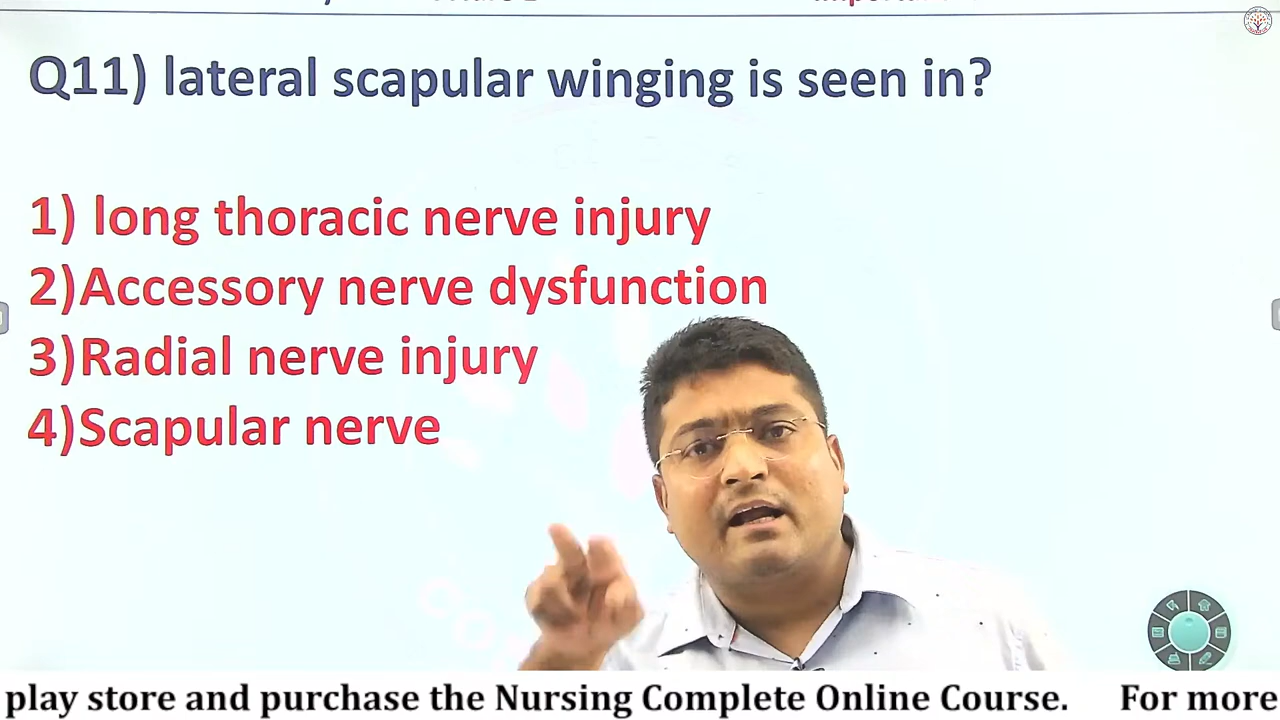 Q11) lateral scapular winging is seen in?
1) long thoracic nerve injury
2)Accessory nerve dysfunction
3)Radial nerve injury
4)Scapular nerve
play store and purchase the Nursing Complete Online Course. For more